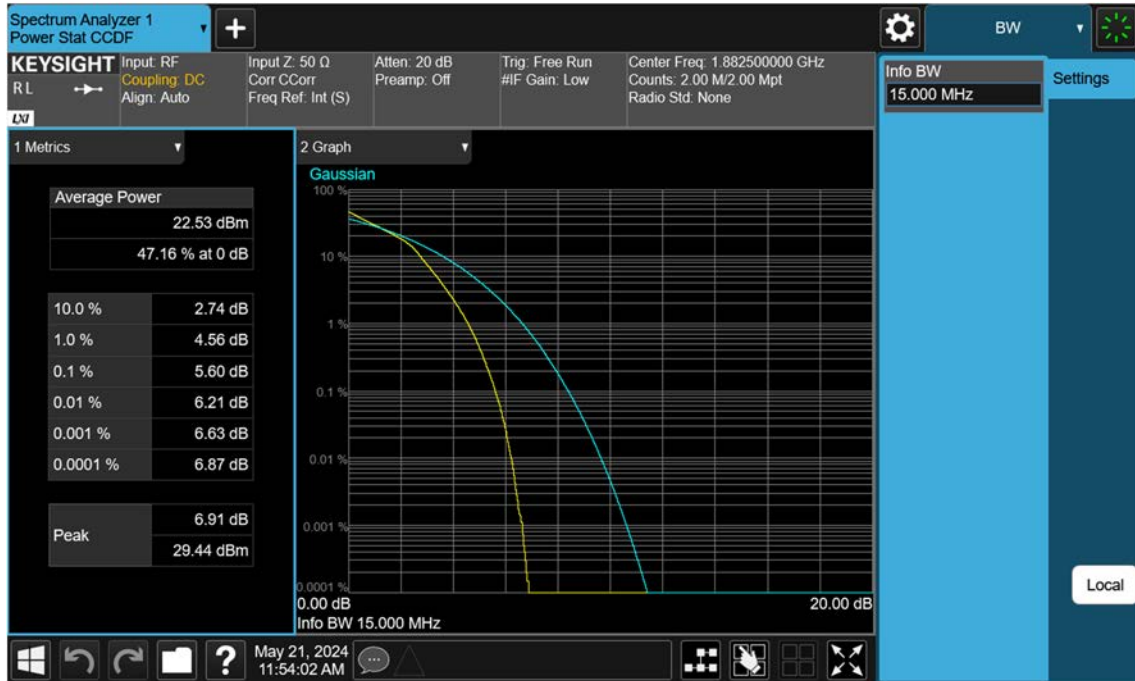 Spectrum Analyzer 1
Power Stat CCDF
BW
KEYSIGHT
R L
LXI
Input: RF
Coupling: DC
Align: Auto
Input Z: 50 Ω
Corr CCorr
Freq Ref: Int (S)
Atten: 20 dB
Preamp: Off
Trig: Free Run
#IF Gain: Low
Center Freq: 1.882500000 GHz
Counts: 2.00 M/2.00 Mpt
Radio Std: None
Info BW
15.000 MHz
Settings
1 Metrics
Average Power
22.53 dBm
47.16 % at 0 dB
10.0 % 2.74 dB
1.0 % 4.56 dB
0.1 % 5.60 dB
0.01 % 6.21 dB
0.001 % 6.63 dB
0.0001 % 6.87 dB
Peak
6.91 dB
29.44 dBm
2 Graph
Gaussian
100 %
10 %
1 %
0.1 %
0.01 %
0.001 %
0.0001 %
0.00 dB 20.00 dB
Info BW 15.000 MHz
Local
?
May 21, 2024
11:54:02 AM